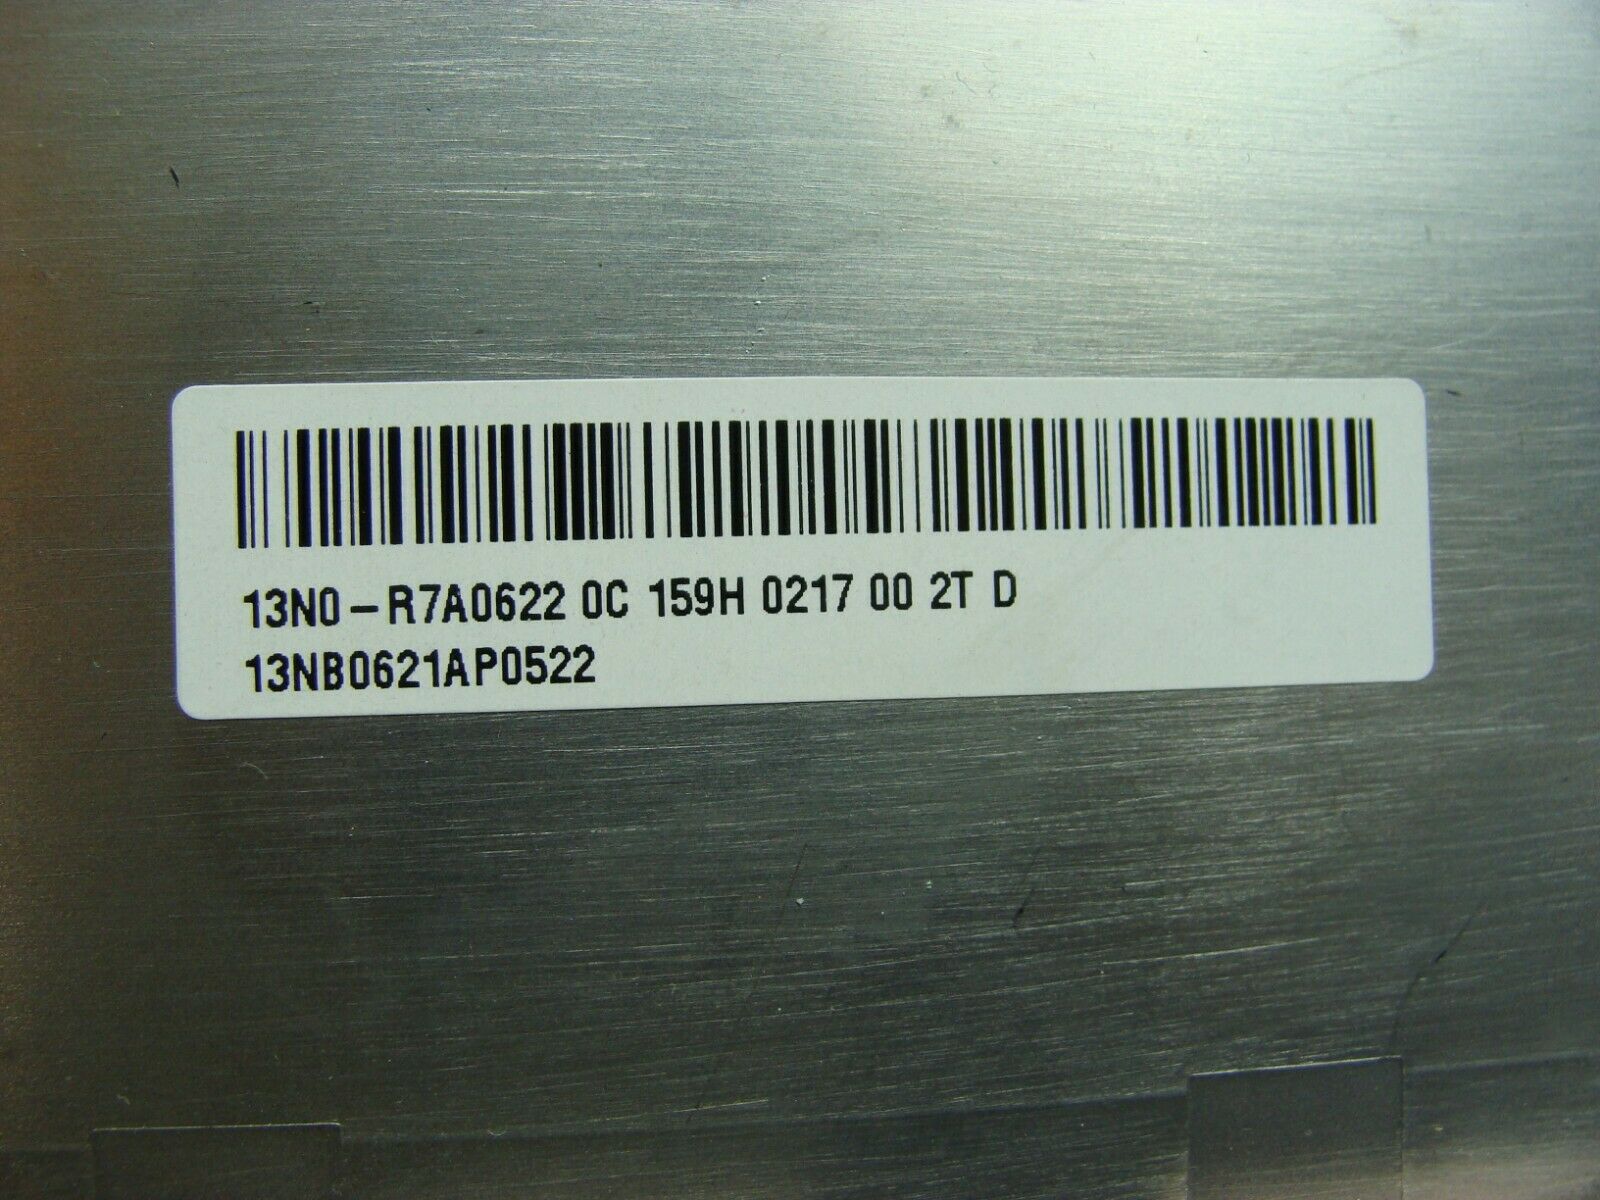 13N0-R7A0622 0C 159H 0217 00 2T D
13NB0621AP0522